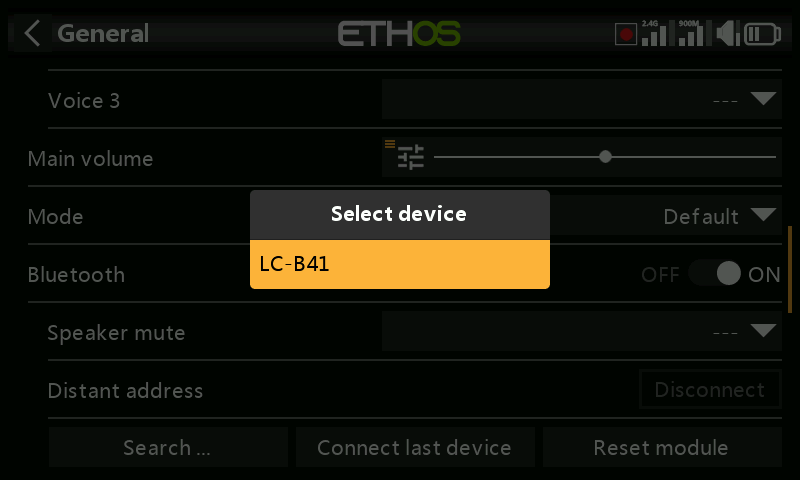 General
ETHOS
2.4G
900M
Voice 3
---
Main volume
Mode
Default
Select device
LC-B41
Bluetooth
OFF
ON
Speaker mute
---
Distant address
Disconnect
Search ...
Connect last device
Reset module